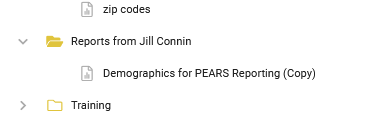 zip codes
Reports from Jill Connin
Demographics for PEARS Reporting (Copy)
Training